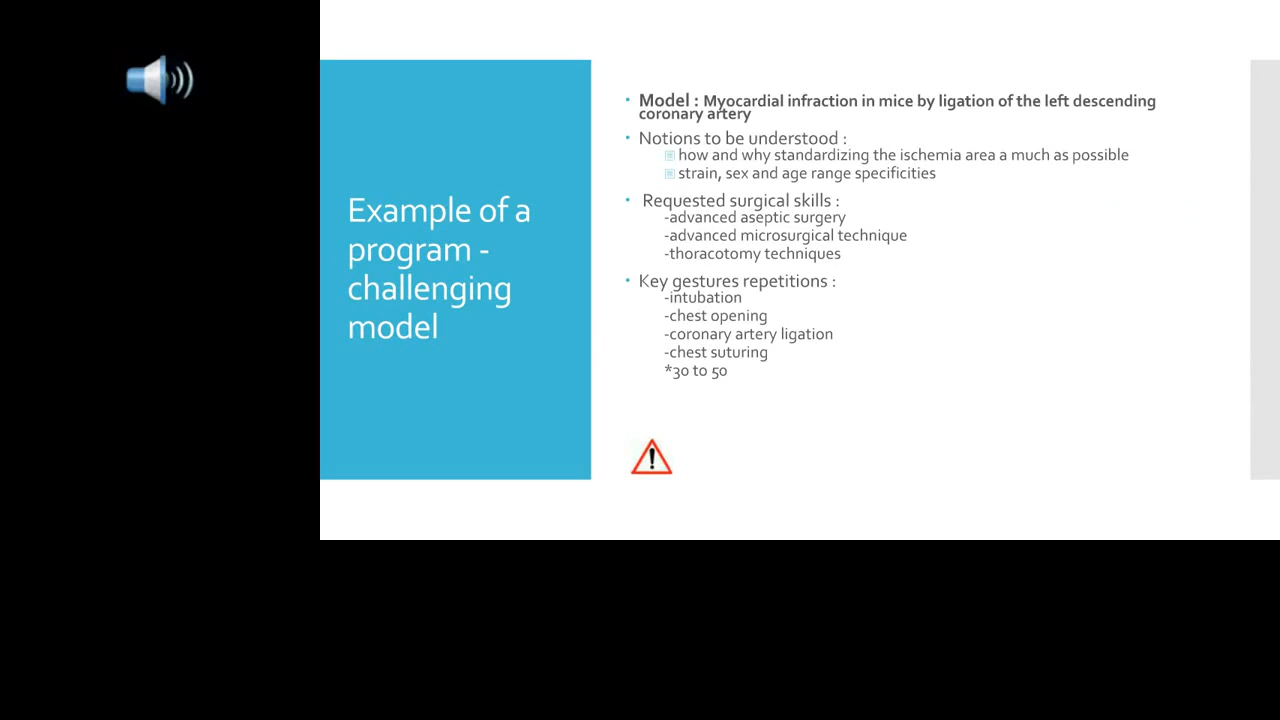 Example of a
program -
challenging
model
• Model : Myocardial infraction in mice by ligation of the left descending
coronary artery
• Notions to be understood :
how and why standardizing the ischemia area a much as possible
strain, sex and age range specificities
• Requested surgical skills :
-advanced aseptic surgery
-advanced microsurgical technique
-thoracotomy techniques
• Key gestures repetitions :
-intubation
-chest opening
-coronary artery ligation
-chest suturing
*30 to 50